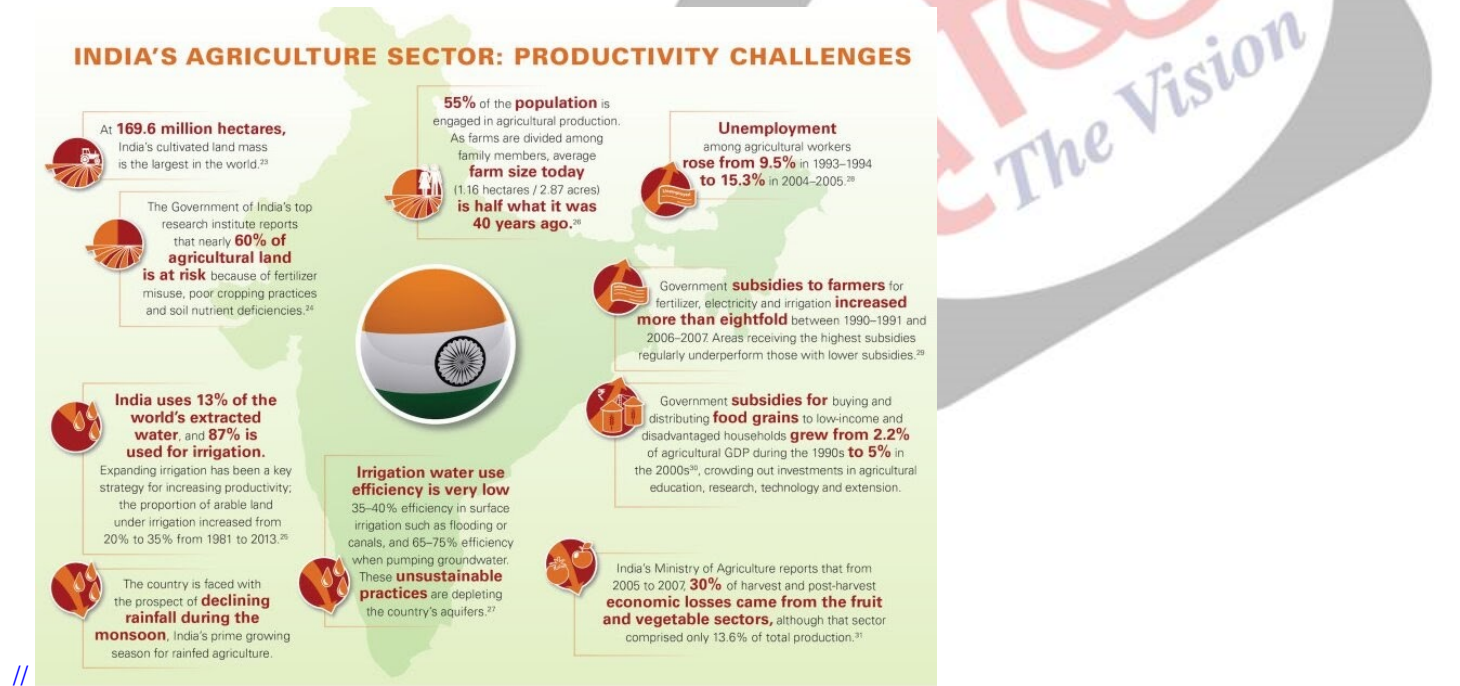 INDIA'S AGRICULTURE SECTOR: PRODUCTIVITY CHALLENGES
At 169.6 million hectares,
India's cultivated land mass
is the largest in the world.23
The Government of India's top
research institute reports
that nearly 60% of
agricultural land
is at risk because of fertilizer
misuse, poor cropping practices
and soil nutrient deficiencies.24
India uses 13% of the
world's extracted
water, and 87% is
used for irrigation.
Expanding irrigation has been a key
strategy for increasing productivity;
the proportion of arable land
under irrigation increased from
20% to 35% from 1981 to 2013.25
The country is faced with
the prospect of declining
rainfall during the
monsoon, India's prime growing
season for rainfed agriculture.
55% of the population is
engaged in agricultural production.
As farms are divided among
family members, average
farm size today
(1.16 hectares / 2.87 acres)
is half what it was
40 years ago.26
Irrigation water use
efficiency is very low
35–40% efficiency in surface
irrigation such as flooding or
canals, and 65–75% efficiency
when pumping groundwater.
These unsustainable
practices are depleting
the country's aquifers.27
Unemployment
among agricultural workers
rose from 9.5% in 1993–1994
to 15.3% in 2004–2005.28
Government subsidies to farmers for
fertilizer, electricity and irrigation increased
more than eightfold between 1990–1991 and
2006–2007. Areas receiving the highest subsidies
regularly underperform those with lower subsidies.29
Government subsidies for buying and
distributing food grains to low-income and
disadvantaged households grew from 2.2%
of agricultural GDP during the 1990s to 5% in
the 2000s30, crowding out investments in agricultural
education, research, technology and extension.
India's Ministry of Agriculture reports that from
2005 to 2007, 30% of harvest and post-harvest
economic losses came from the fruit
and vegetable sectors, although that sector
comprised only 13.6% of total production.31
The Vision
//